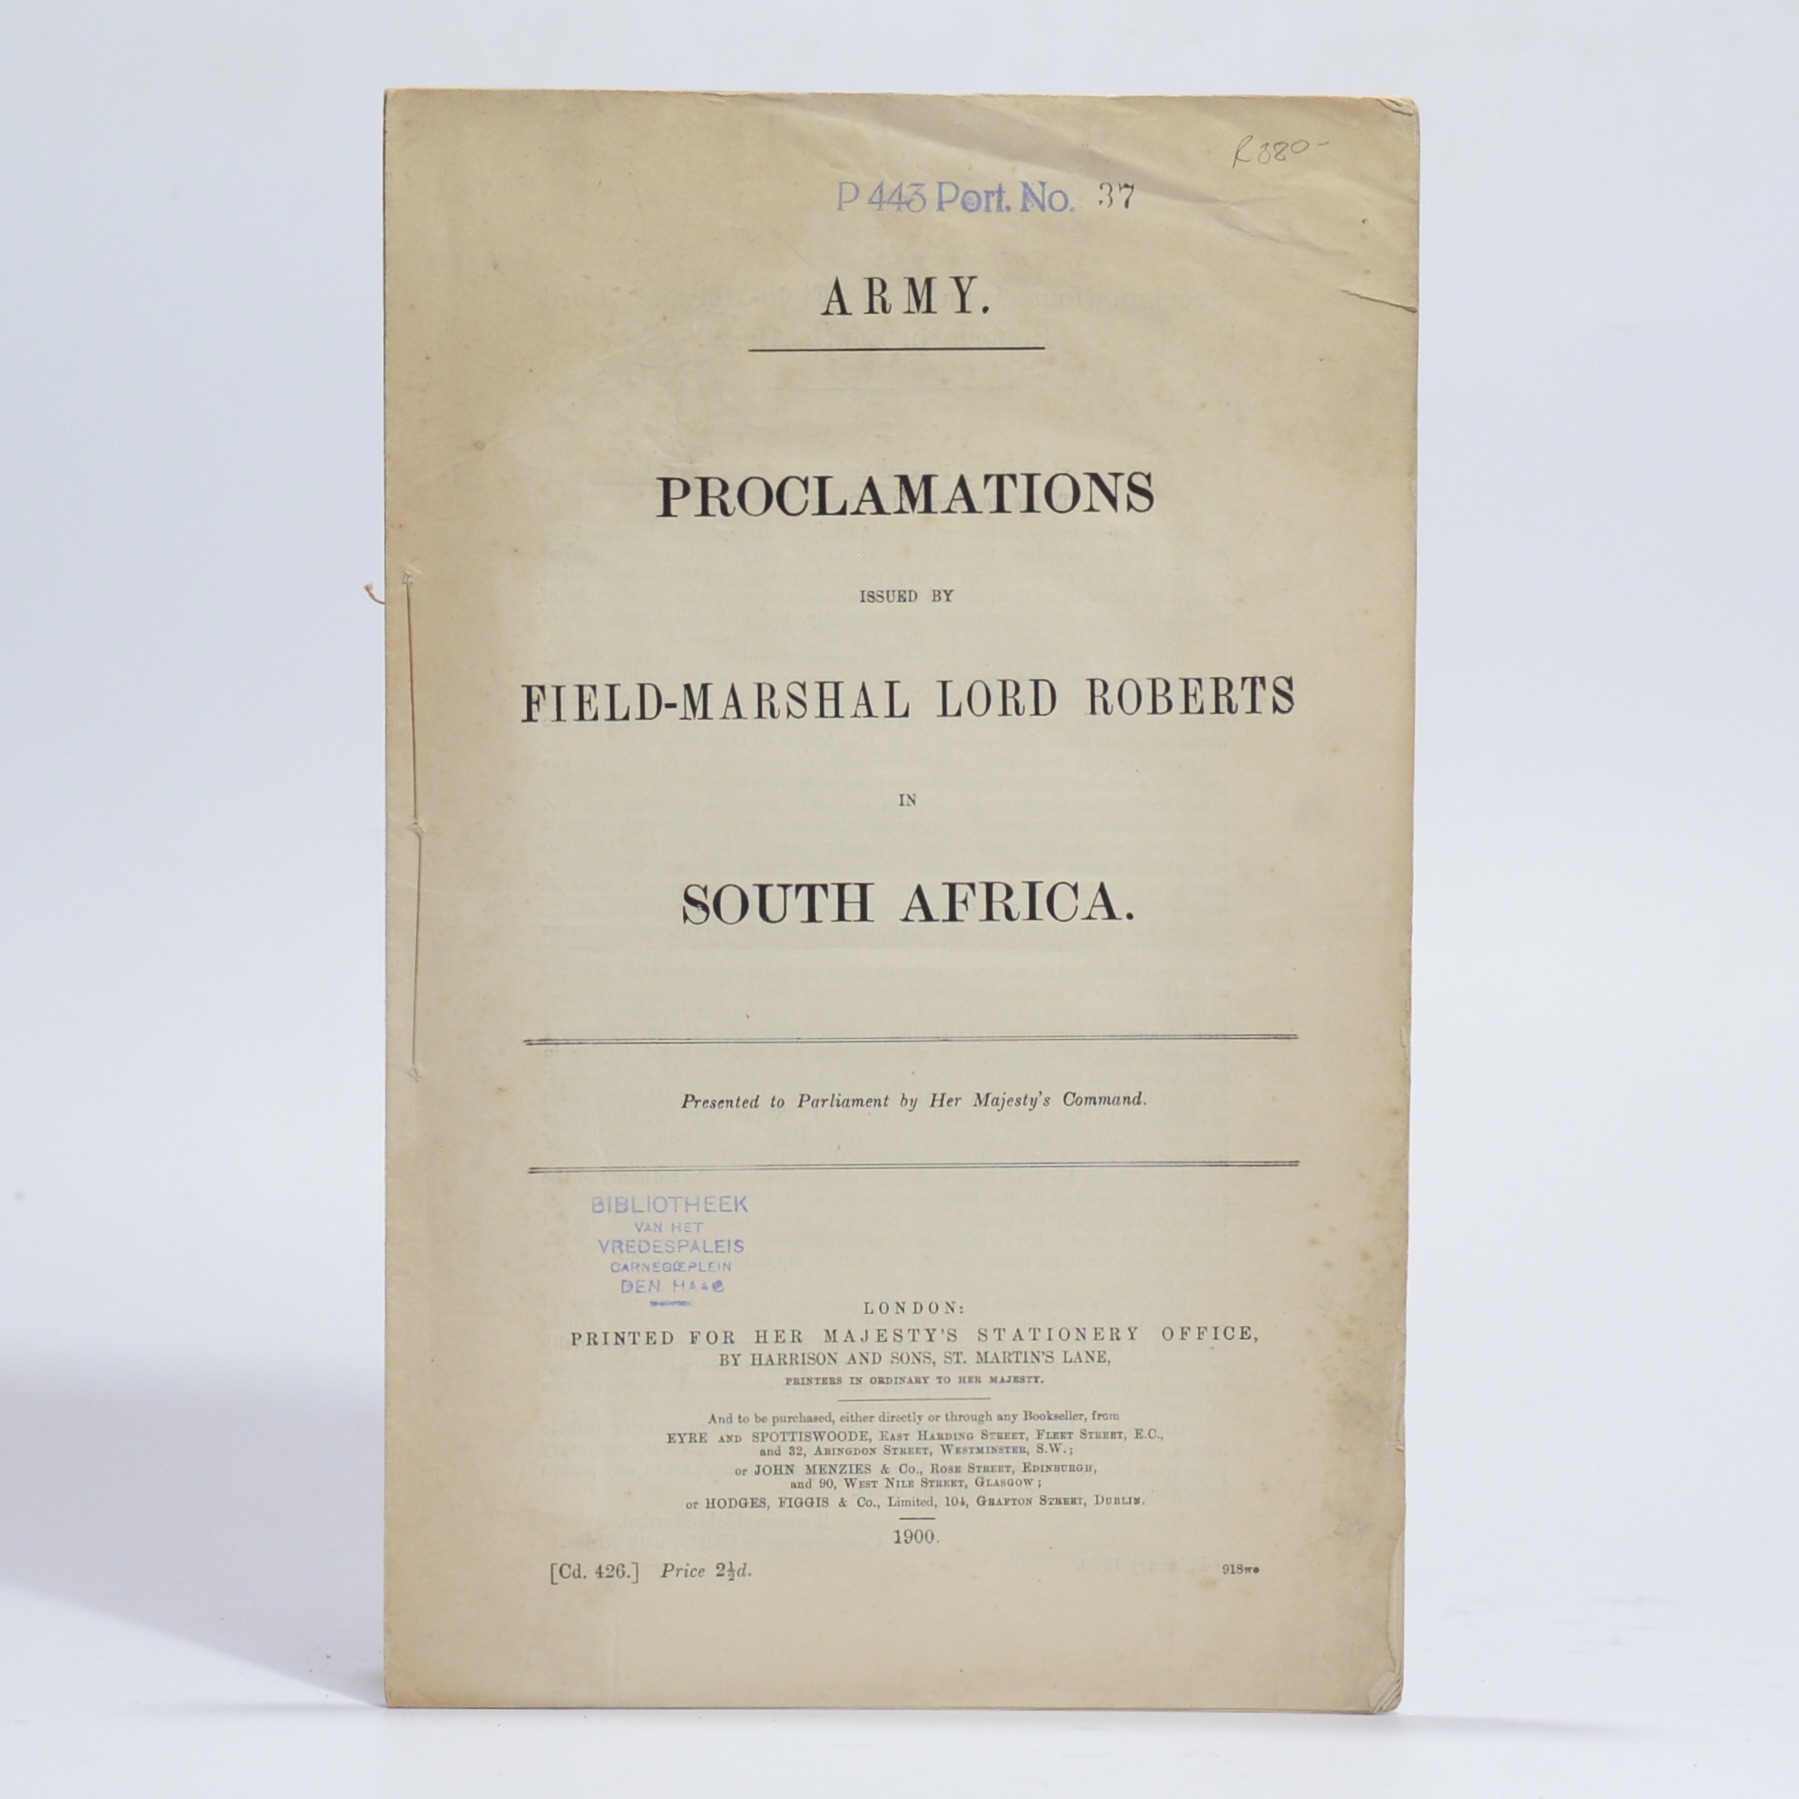 R380-
P 443 Port. No. 37
ARMY.
PROCLAMATIONS
ISSUED BY
FIELD-MARSHAL LORD ROBERTS
IN
SOUTH AFRICA.
Presented to Parliament by Her Majesty's Command.
BIBLIOTHEEK
VAN HET
VREDESPALEIS
CARNEGIEPLEIN
DEN HAAG
LONDON:
PRINTED FOR HER MAJESTY'S STATIONERY OFFICE,
BY HARRISON AND SONS, ST. MARTIN'S LANE,
PRINTERS IN ORDINARY TO HER MAJESTY.
And to be purchased, either directly or through any Bookseller, from
EYRE AND SPOTTISWOODE, EAST HARDING STREET, FLEET STREET, E.C.,
and 32, ABINGDON STREET, WESTMINSTER, S.W.;
or JOHN MENZIES & Co., ROSE STREET, EDINBURGH,
and 90, WEST NILE STREET, GLASGOW;
or HODGES, FIGGIS & Co., Limited, 104, GRAFTON STREET, DUBLIN.
1900.
[Cd. 426.] Price 2½d.
918wo